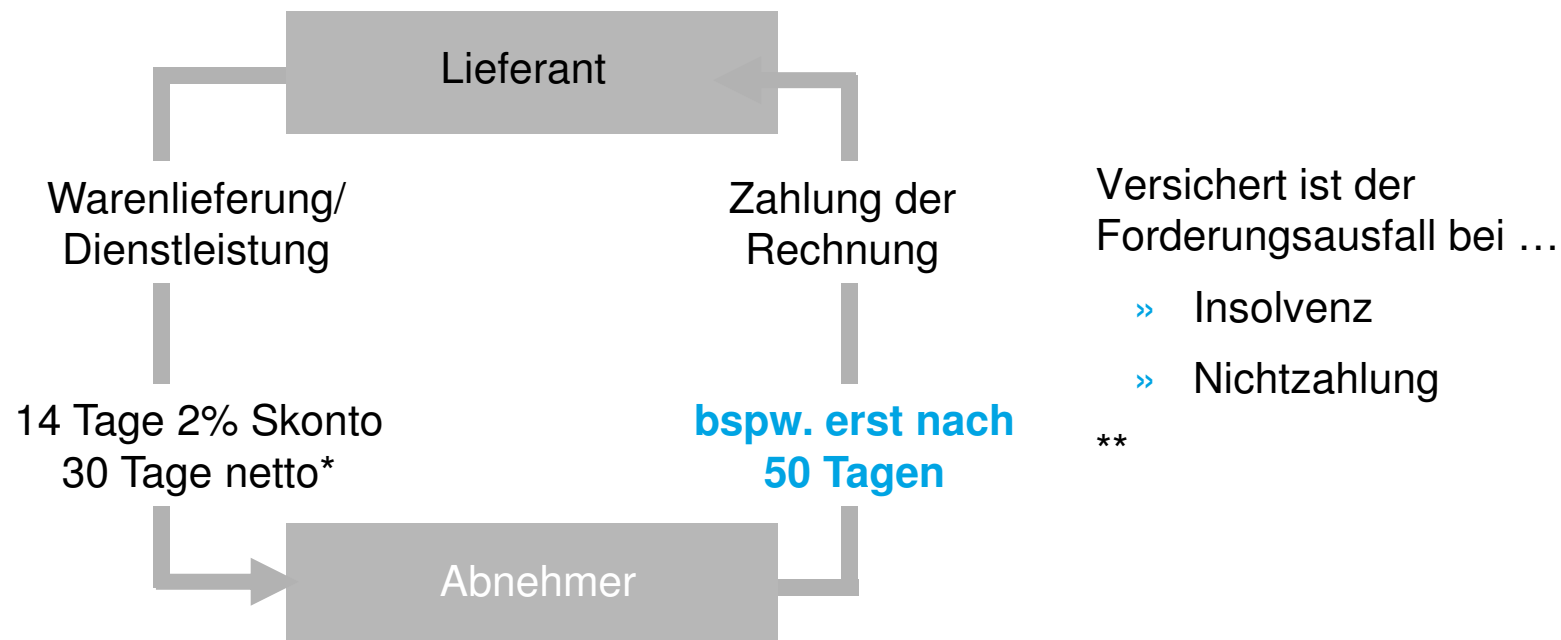 Lieferant
Warenlieferung/
Dienstleistung
14 Tage 2% Skonto
30 Tage netto*
Zahlung der
Rechnung
bspw. erst nach
50 Tagen
Abnehmer
Versichert ist der
Forderungsausfall bei …
» Insolvenz
» Nichtzahlung
**